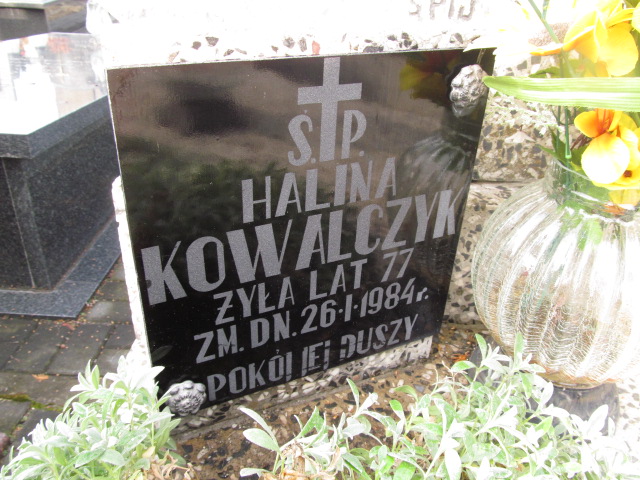 Ś.P.
HALINA
KOWALCZYK
ŻYŁA LAT 77
ZM. DN. 26·I·1984 r.
POKÓJ JEJ DUSZY